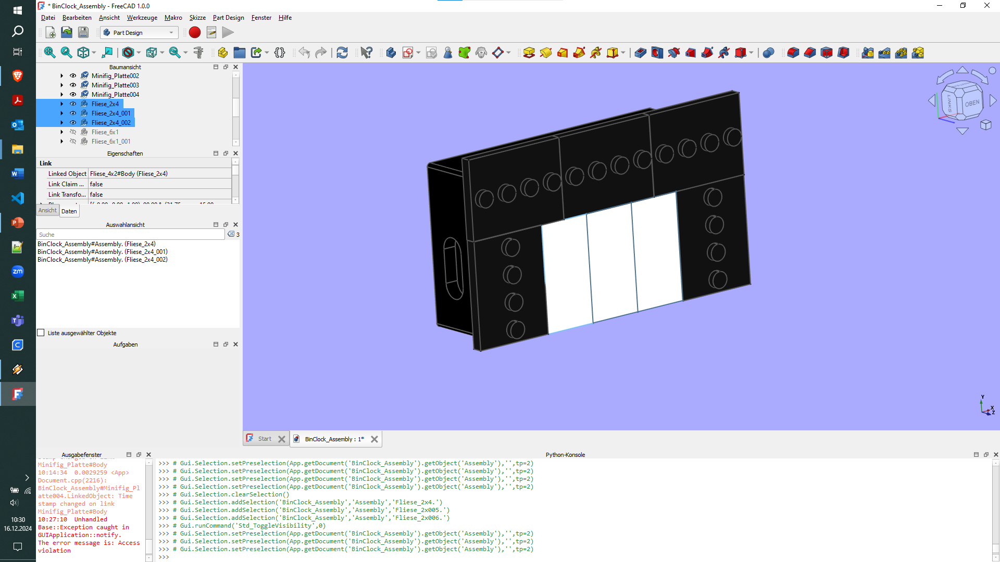 * BinClock_Assembly - FreeCAD 1.0.0
Datei Bearbeiten Ansicht Werkzeuge Makro Skizze Part Design Fenster Hilfe
Part Design
Baumansicht
Minifig_Platte002
Minifig_Platte003
Minifig_Platte004
Fliese_2x4
Fliese_2x4_001
Fliese_2x4_002
Fliese_6x1
Fliese_6x1_001
Eigenschaften
Link
Linked Object Fliese_4x2#Body (Fliese_2x4)
Link Claim ... false
Link Transfo... false
Ansicht Daten
Auswahlansicht
Suche
3
BinClock_Assembly#Assembly. (Fliese_2x4)
BinClock_Assembly#Assembly. (Fliese_2x4_001)
BinClock_Assembly#Assembly. (Fliese_2x4_002)
Liste ausgewählter Objekte
Aufgaben
LINKS
OBEN
Y
X
Z
Start
BinClock_Assembly : 1*
Ausgabefenster
Minifig_Platte#Body
10:14:34 0.0029259 <App>
Document.cpp(2216):
BinClock_Assembly#Minifig_Pl
atte004.LinkedObject: Time
stamp changed on link
Minifig_Platte#Body
10:27:10 Unhandled
Base::Exception caught in
GUIApplication::notify.
The error message is: Access
violation
Python-Konsole
>>> # Gui.Selection.setPreselection(App.getDocument('BinClock_Assembly').getObject('Assembly'),'',tp=2)
>>> # Gui.Selection.setPreselection(App.getDocument('BinClock_Assembly').getObject('Assembly'),'',tp=2)
>>> # Gui.Selection.setPreselection(App.getDocument('BinClock_Assembly').getObject('Assembly'),'',tp=2)
>>> # Gui.Selection.setPreselection(App.getDocument('BinClock_Assembly').getObject('Assembly'),'',tp=2)
>>> # Gui.Selection.clearSelection()
>>> # Gui.Selection.addSelection('BinClock_Assembly','Assembly','Fliese_2x4.')
>>> # Gui.Selection.addSelection('BinClock_Assembly','Assembly','Fliese_2x005.')
>>> # Gui.Selection.addSelection('BinClock_Assembly','Assembly','Fliese_2x006.')
>>> # Gui.runCommand('Std_ToggleVisibility',0)
>>> # Gui.Selection.setPreselection(App.getDocument('BinClock_Assembly').getObject('Assembly'),'',tp=2)
>>> # Gui.Selection.setPreselection(App.getDocument('BinClock_Assembly').getObject('Assembly'),'',tp=2)
>>> # Gui.Selection.setPreselection(App.getDocument('BinClock_Assembly').getObject('Assembly'),'',tp=2)
>>>
10:30
16.12.2024